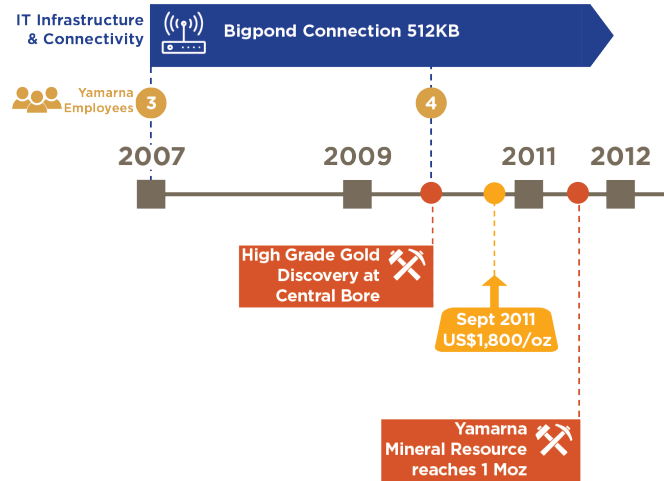 IT Infrastructure
& Connectivity
Bigpond Connection 512KB
Yamarna
Employees
3
4
2007
2009
2011
2012
High Grade Gold
Discovery at
Central Bore
Sept 2011
US$1,800/oz
Yamarna
Mineral Resource
reaches 1 Moz